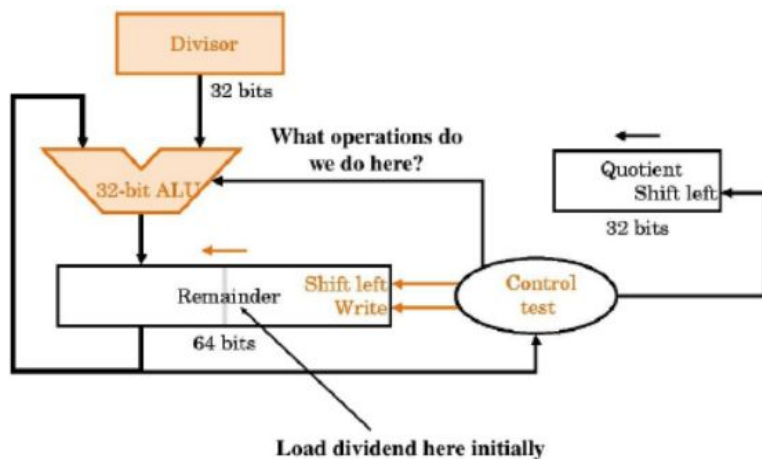 Divisor
32 bits
What operations do
we do here?
32-bit ALU
Quotient
Shift left
32 bits
Remainder
Shift left
Write
64 bits
Control
test
Load dividend here initially